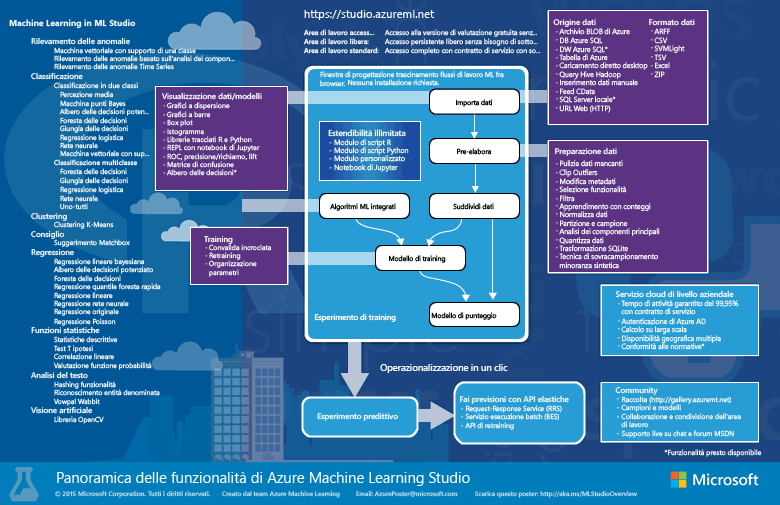 Machine Learning in ML Studio
Rilevamento delle anomalie
Macchina vettoriale con supporto di una classe
Rilevamento delle anomalie basato sull'analisi dei compon...
Rilevamento delle anomalie Time Series
Classificazione
Classificazione in due classi
Percezione media
Macchina punti Bayes
Albero delle decisioni poten...
Foresta delle decisioni
Giungla delle decisioni
Regressione logistica
Rete neurale
Macchina vettoriale con sup...
Classificazione multiclasse
Foresta delle decisioni
Giungla delle decisioni
Regressione logistica
Rete neurale
Uno-tutti
Clustering
Clustering K-Means
Consiglio
Suggerimento Matchbox
Regressione
Regressione lineare bayesiana
Albero delle decisioni potenziato
Foresta delle decisioni
Regressione quantile foresta rapida
Regressione lineare
Regressione rete neurale
Regressione originale
Regressione Poisson
Funzioni statistiche
Statistiche descrittive
Test T ipotesi
Correlazione lineare
Valutazione funzione probabilità
Analisi del testo
Hashing funzionalità
Riconoscimento entità denominata
Vowpal Wabbit
Visione artificiale
Libreria OpenCV
https://studio.azureml.net
Area di lavoro access... Accesso alla versione di valutazione gratuita senz...
Area di lavoro libera: Accesso persistente libero senza bisogno di sotto...
Area di lavoro standard: Accesso completo con contratto di servizio con so...
Visualizzazione dati/modelli
- Grafici a dispersione
- Grafici a barre
- Box plot
- Istogramma
- Librerie tracciati R e Python
- REPL con notebook di Jupyter
- ROC, precisione/richiamo, lift
- Matrice di confusione
- Albero delle decisioni*
Training
- Convalida incrociata
- Retraining
- Organizzazione
parametri
Finestra di progettazione trascinamento flussi di lavoro ML fra
browser. Nessuna installazione richiesta.
Estendibilità illimitata
- Modulo di script R
- Modulo di script Python
- Modulo personalizzato
- Notebook di Jupyter
Importa dati
Pre-elabora
Algoritmi ML integrati
Suddividi dati
Modello di training
Modello di punteggio
Esperimento di training
Operazionalizzazione in un clic
Esperimento predittivo
Fai previsioni con API elastiche
- Request-Response Service (RRS)
- Servizio esecuzione batch (BES)
- API di retraining
Origine dati
- Archivio BLOB di Azure
- DB Azure SQL
- DW Azure SQL*
- Tabella di Azure
- Caricamento diretto desktop
- Query Hive Hadoop
- Inserimento dati manuale
- Feed CData
- SQL Server locale*
- URL Web (HTTP)
Formato dati
- ARFF
- CSV
- SVMLight
- TSV
- Excel
- ZIP
Preparazione dati
- Pulizia dati mancanti
- Clip Outliers
- Modifica metadati
- Selezione funzionalità
- Filtra
- Apprendimento con conteggi
- Normalizza dati
- Partizione e campione
- Analisi dei componenti principali
- Quantizza dati
- Trasformazione SQLite
- Tecnica di sovracampionamento
minoranza sintetica
Servizio cloud di livello aziendale
- Tempo di attività garantito del 99,95%
con contratto di servizio
- Autenticazione di Azure AD
- Calcolo su larga scala
- Disponibilità geografica multipla
- Conformità alle normative*
Community
- Raccolta (http://gallery.azuremt.net)
- Campioni e modelli
- Collaborazione e condivisione dell'area
di lavoro
- Supporto live su chat e forum MSDN
*Funzionalità presto disponibile
Panoramica delle funzionalità di Azure Machine Learning Studio
© 2015 Microsoft Corporation. Tutti i diritti riservati. Creato dal team Azure Machine Learning Email: AzurePoster@microsoft.com Scarica questo poster: http://aka.ms/MLStudioOverview
Microsoft